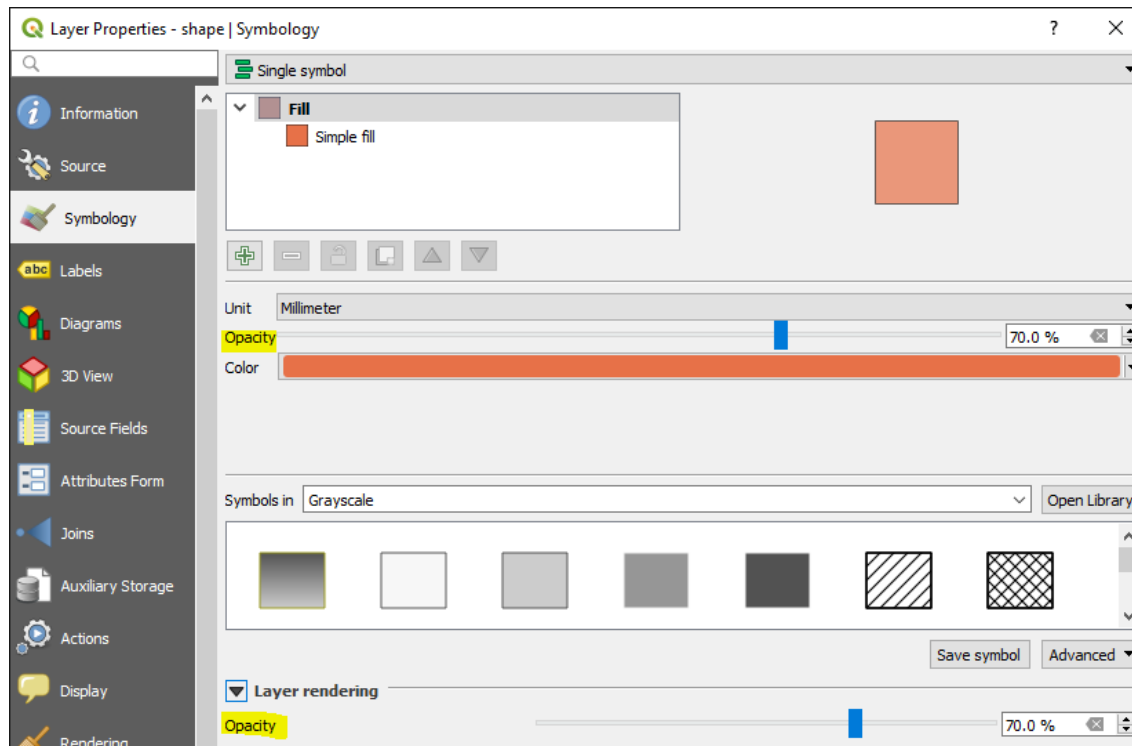 Layer Properties - shape | Symbology
?
Single symbol
Information
Fill
Simple fill
Source
Symbology
abc Labels
Unit Millimeter
Diagrams
Opacity 70.0 %
Color
3D View
Source Fields
Attributes Form
Symbols in Grayscale Open Library
Joins
Auxiliary Storage
Actions
Save symbol Advanced
Display
Layer rendering
Opacity 70.0 %
Rendering